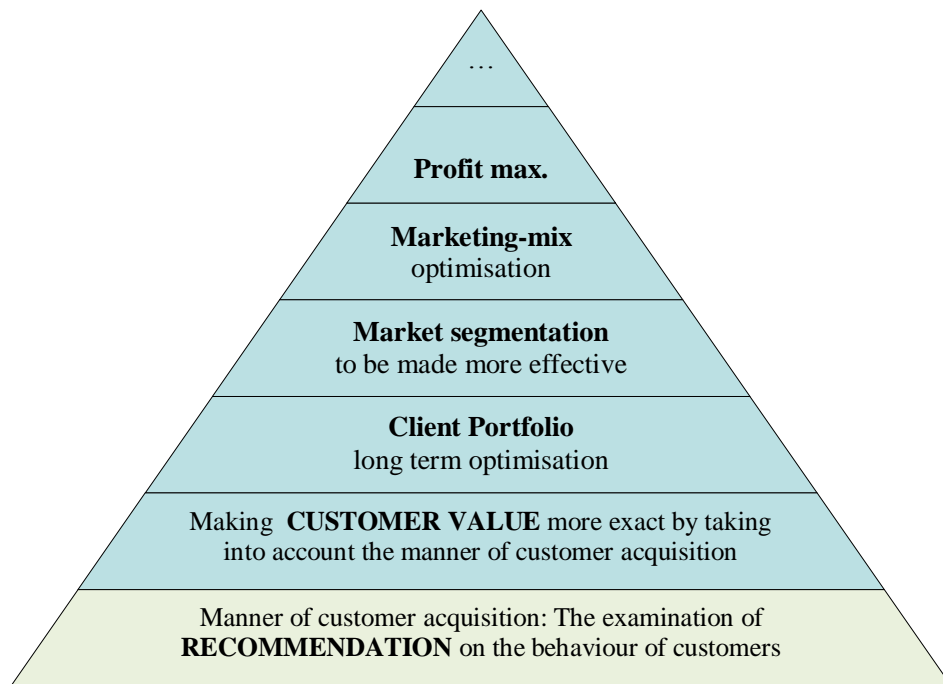 …
Profit max.
Marketing-mix
optimisation
Market segmentation
to be made more effective
Client Portfolio
long term optimisation
Making CUSTOMER VALUE more exact by taking
into account the manner of customer acquisition
Manner of customer acquisition: The examination of
RECOMMENDATION on the behaviour of customers